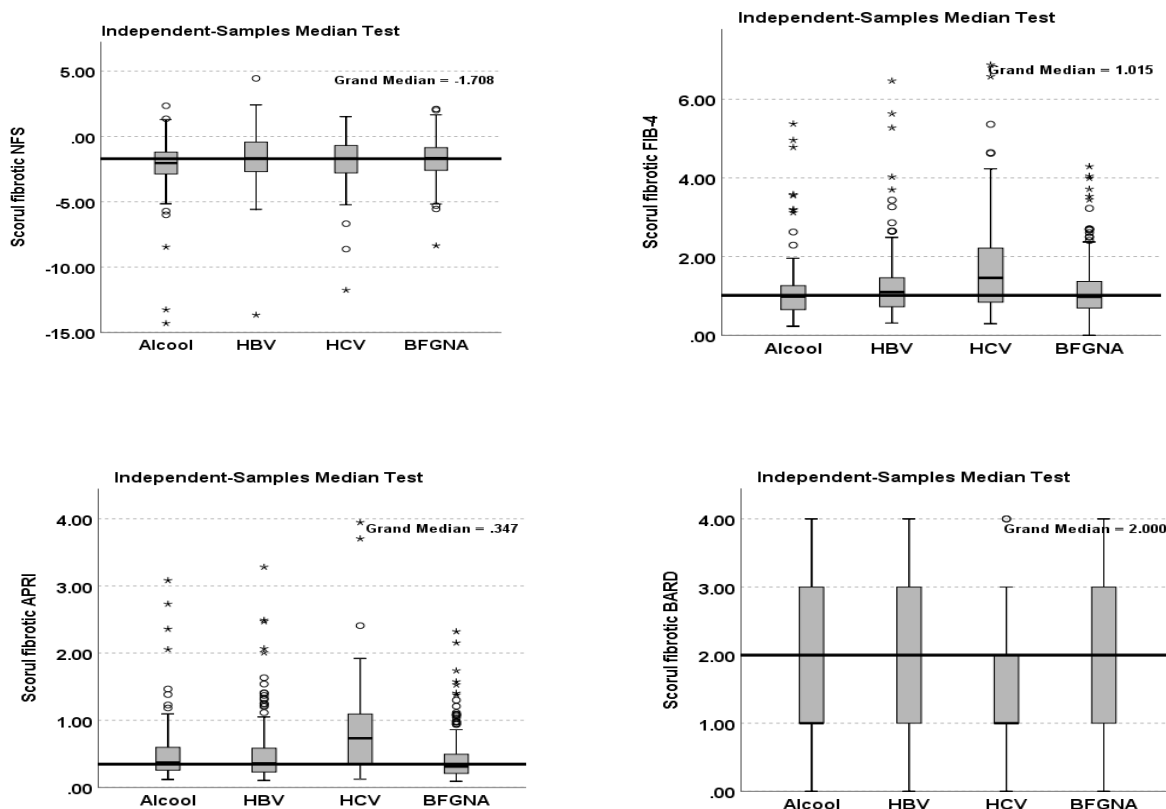 Independent-Samples Median Test
Grand Median = -1.708
Scorul fibrotic NFS
5.00
.00
-5.00
-10.00
-15.00
Alcool HBV HCV BFGNA
Independent-Samples Median Test
Grand Median = 1.015
Scorul fibrotic FIB-4
6.00
4.00
2.00
.00
Alcool HBV HCV BFGNA
Independent-Samples Median Test
Grand Median = .347
Scorul fibrotic APRI
4.00
3.00
2.00
1.00
.00
Alcool HBV HCV BFGNA
Independent-Samples Median Test
Grand Median = 2.000
Scorul fibrotic BARD
4.00
3.00
2.00
1.00
.00
Alcool HBV HCV BFGNA